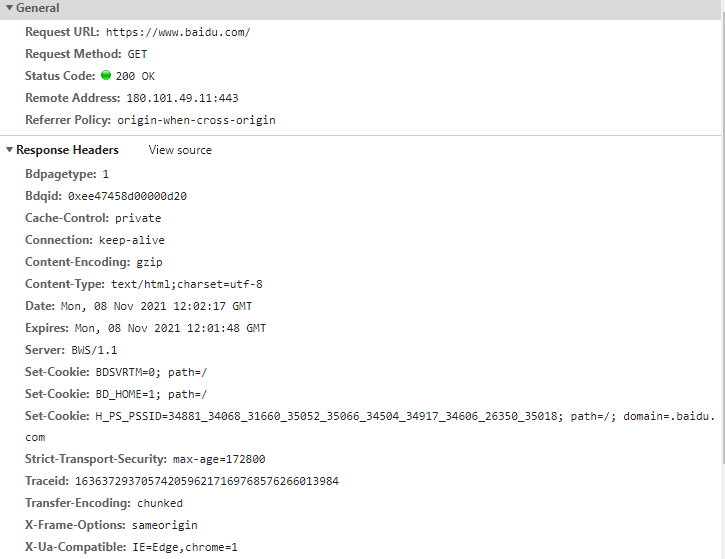 General
Request URL: https://www.baidu.com/
Request Method: GET
Status Code: 200 OK
Remote Address: 180.101.49.11:443
Referrer Policy: origin-when-cross-origin
Response Headers View source
Bdpagetype: 1
Bdqid: 0xee47458d00000d20
Cache-Control: private
Connection: keep-alive
Content-Encoding: gzip
Content-Type: text/html;charset=utf-8
Date: Mon, 08 Nov 2021 12:02:17 GMT
Expires: Mon, 08 Nov 2021 12:01:48 GMT
Server: BWS/1.1
Set-Cookie: BDSVRTM=0; path=/
Set-Cookie: BD_HOME=1; path=/
Set-Cookie: H_PS_PSSID=34881_34068_31660_35052_35066_34504_34917_34606_26350_35018; path=/; domain=.baidu.
com
Strict-Transport-Security: max-age=172800
Traceid: 1636372937057420596217169768576266013984
Transfer-Encoding: chunked
X-Frame-Options: sameorigin
X-Ua-Compatible: IE=Edge,chrome=1